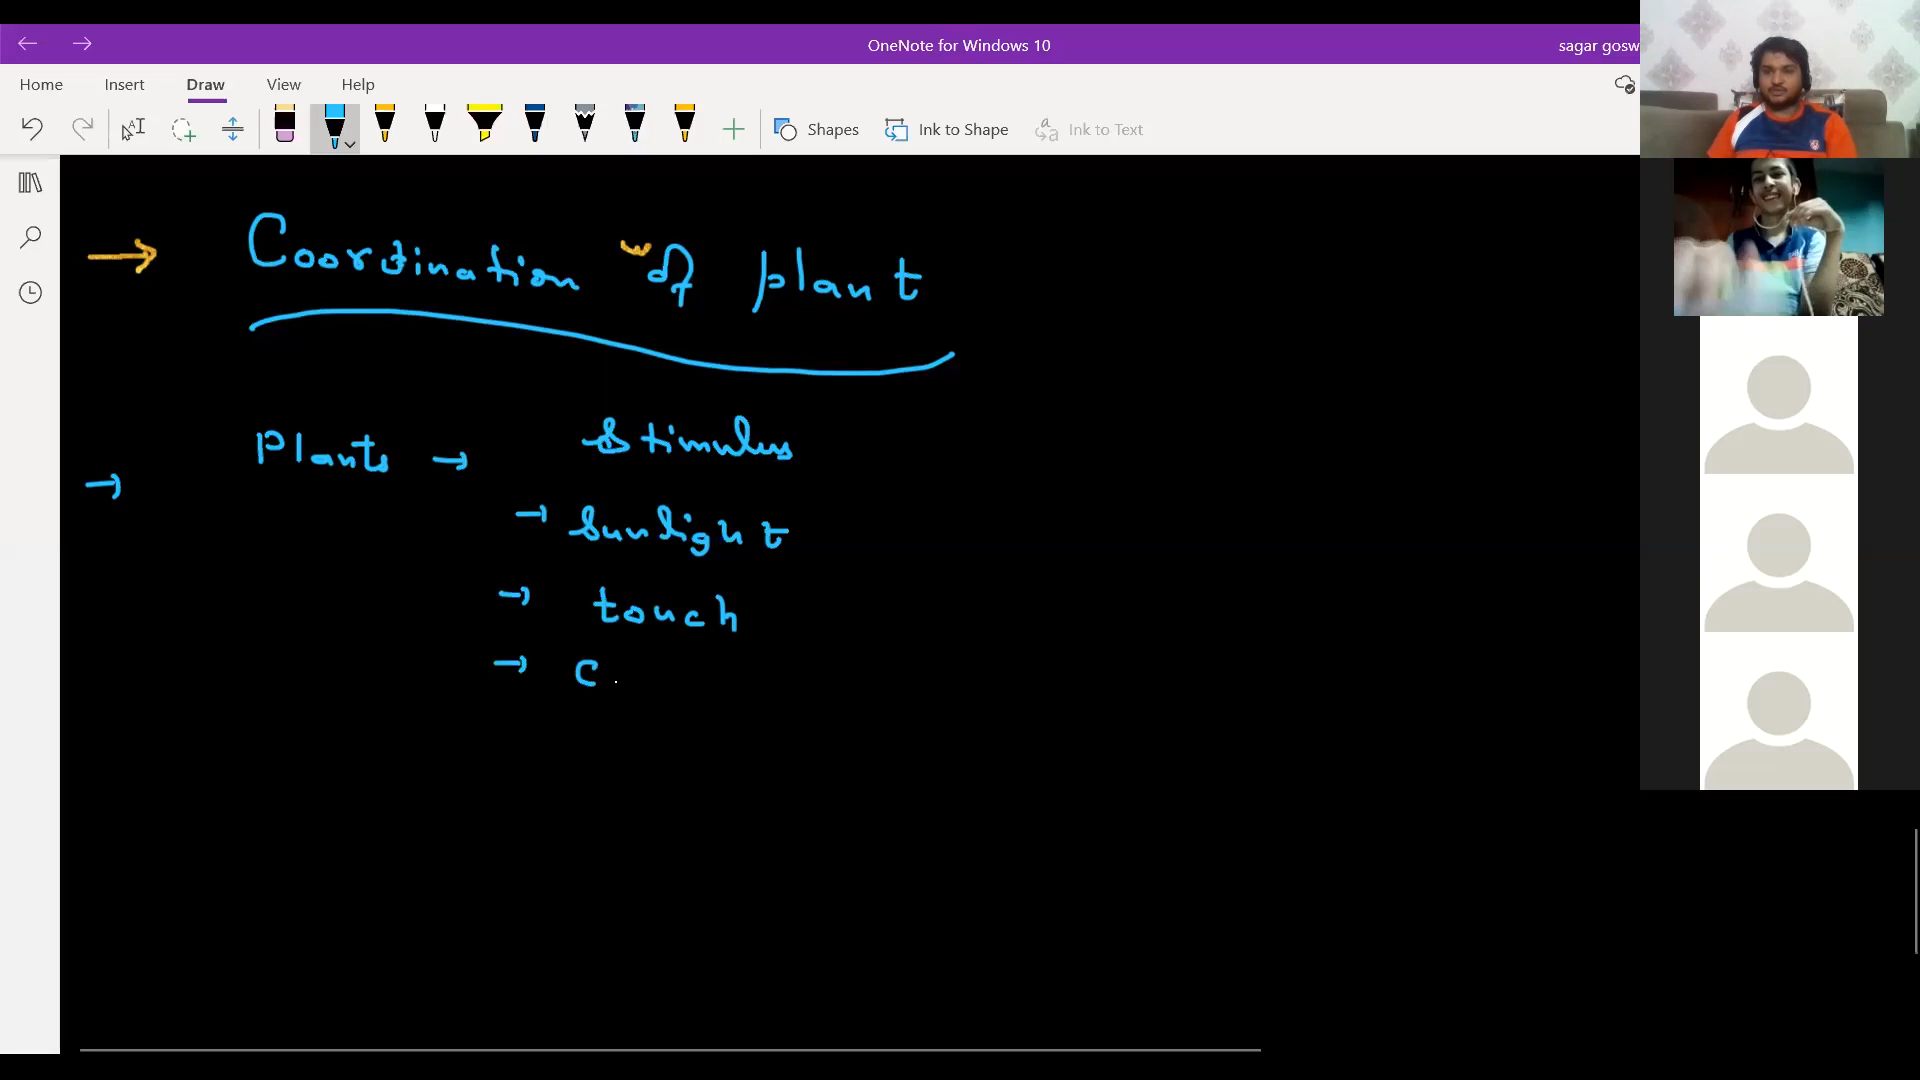 OneNote for Windows 10
sagar gosw
Home Insert Draw View Help
Shapes Ink to Shape Ink to Text
→ Coordination of plant
→ Plants → Stimulus
→ Sunlight
→ touch
→ C